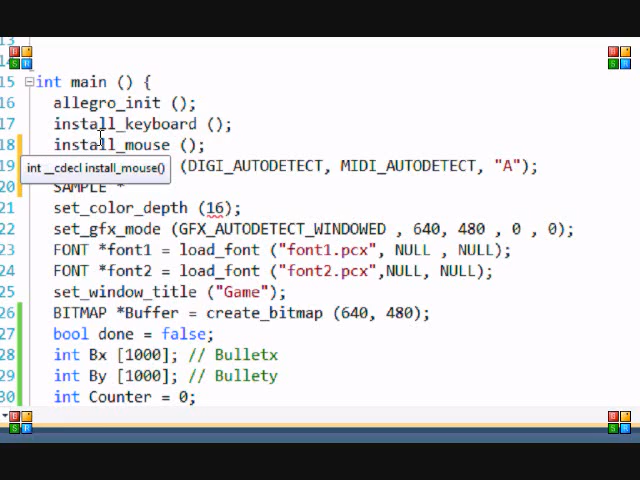 13
14
15 int main () {
16 allegro_init ();
17 install_keyboard ();
18 install_mouse ();
19 (DIGI_AUTODETECT, MIDI_AUTODETECT, "A");
int __cdecl install_mouse()
20 SAMPLE *
21 set_color_depth (16);
22 set_gfx_mode (GFX_AUTODETECT_WINDOWED , 640, 480 , 0 , 0);
23 FONT *font1 = load_font ("font1.pcx", NULL , NULL);
24 FONT *font2 = load_font ("font2.pcx",NULL, NULL);
25 set_window_title ("Game");
26 BITMAP *Buffer = create_bitmap (640, 480);
27 bool done = false;
28 int Bx [1000]; // Bulletx
29 int By [1000]; // Bullety
30 int Counter = 0;